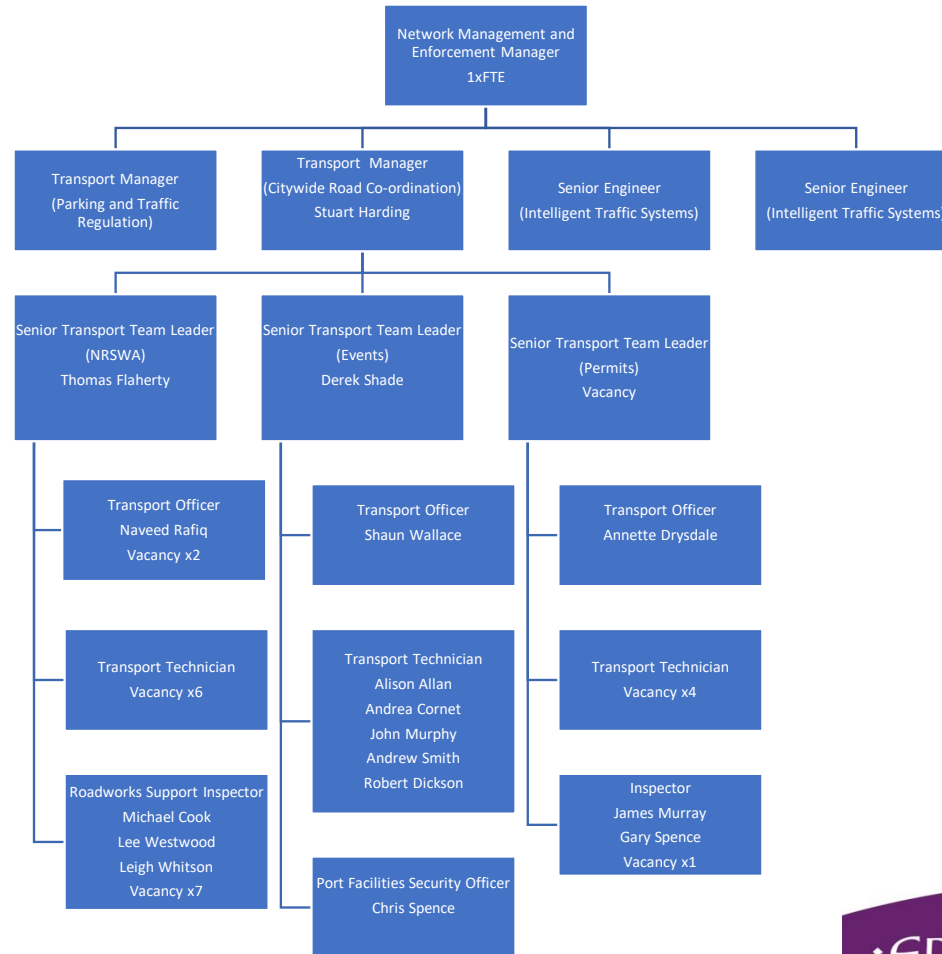 Network Management and
Enforcement Manager
1xFTE
Transport Manager
(Parking and Traffic
Regulation)
Transport Manager
(Citywide Road Co-ordination)
Stuart Harding
Senior Engineer
(Intelligent Traffic Systems)
Senior Engineer
(Intelligent Traffic Systems)
Senior Transport Team Leader
(NRSWA)
Thomas Flaherty
Senior Transport Team Leader
(Events)
Derek Shade
Senior Transport Team Leader
(Permits)
Vacancy
Transport Officer
Naveed Rafiq
Vacancy x2
Transport Officer
Shaun Wallace
Transport Officer
Annette Drysdale
Transport Technician
Vacancy x6
Transport Technician
Alison Allan
Andrea Cornet
John Murphy
Andrew Smith
Robert Dickson
Transport Technician
Vacancy x4
Roadworks Support Inspector
Michael Cook
Lee Westwood
Leigh Whitson
Vacancy x7
Inspector
James Murray
Gary Spence
Vacancy x1
Port Facilities Security Officer
Chris Spence